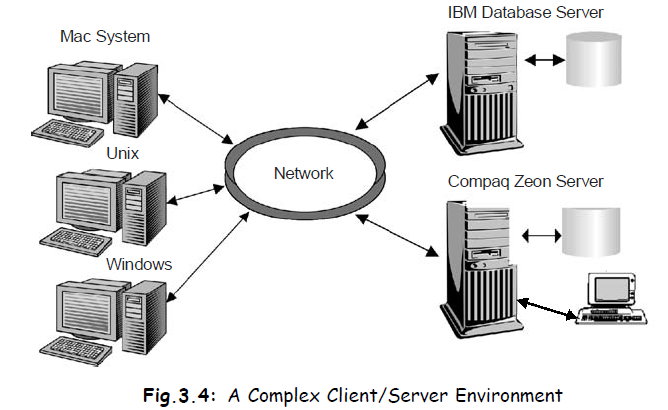 Mac System
IBM Database Server
Unix
Network
Compaq Zeon Server
Windows
Fig.3.4: A Complex Client/Server Environment